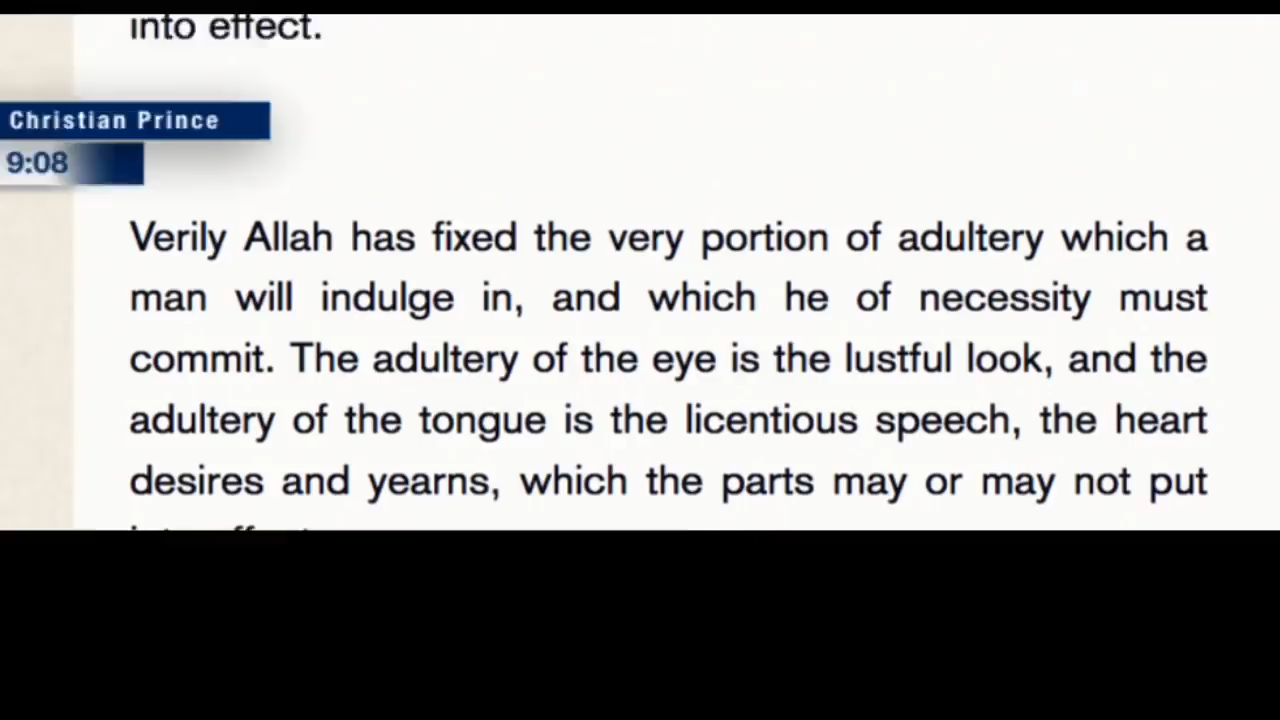 into effect.
Christian Prince
9:08
Verily Allah has fixed the very portion of adultery which a
man will indulge in, and which he of necessity must
commit. The adultery of the eye is the lustful look, and the
adultery of the tongue is the licentious speech, the heart
desires and yearns, which the parts may or may not put